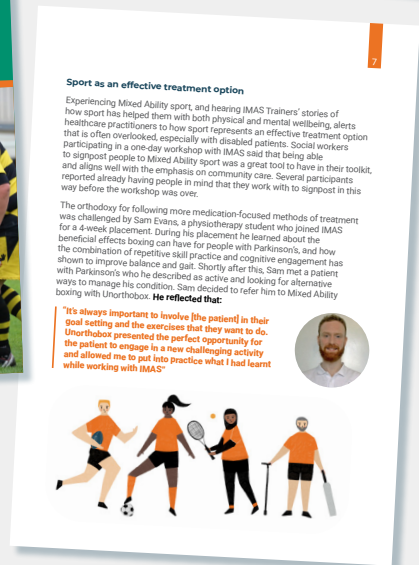 7
Sport as an effective treatment option
Experiencing Mixed Ability sport, and hearing IMAS Trainers' stories of
how sport has helped them with both physical and mental wellbeing, alerts
healthcare practitioners to how sport represents an effective treatment option
that is often overlooked, especially with disabled patients. Social workers
participating in a one-day workshop with IMAS said that being able
to signpost people to Mixed Ability sport was a great tool to have in their toolkit,
and aligns well with the emphasis on community care. Several participants
reported already having people in mind that they work with to signpost in this
way before the workshop was over.
The orthodoxy for following more medication-focused methods of treatment
was challenged by Sam Evans, a physiotherapy student who joined IMAS
for a 4-week placement. During his placement he learned about the
beneficial effects boxing can have for people with Parkinson's, and how
the combination of repetitive skill practice and cognitive engagement has
shown to improve balance and gait. Shortly after this, Sam met a patient
with Parkinson's who he described as active and looking for alternative
ways to manage his condition. Sam decided to refer him to Mixed Ability
boxing with Unorthobox. He reflected that:
"It's always important to involve [the patient] in their
goal setting and the exercises that they want to do.
Unorthobox presented the perfect opportunity for
the patient to engage in a new challenging activity
and allowed me to put into practice what I had learnt
while working with IMAS"